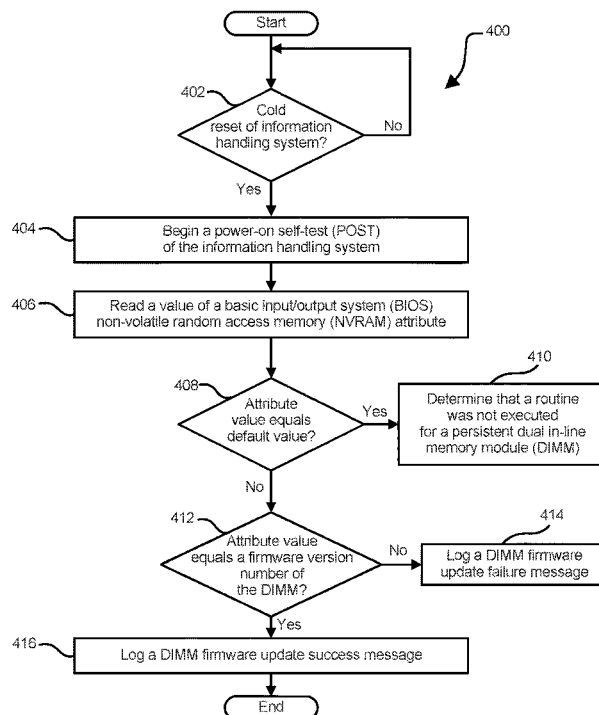 Start
400
402
Cold
reset of information
handling system?
No
Yes
404
Begin a power-on self-test (POST)
of the information handling system
406
Read a value of a basic input/output system (BIOS)
non-volatile random access memory (NVRAM) attribute
408
Attribute
value equals
default value?
Yes
410
Determine that a routine
was not executed
for a persistent dual in-line
memory module (DIMM)
No
412
Attribute value
equals a firmware version
number of
the DIMM?
No
414
Log a DIMM firmware
update failure message
Yes
416
Log a DIMM firmware update success message
End